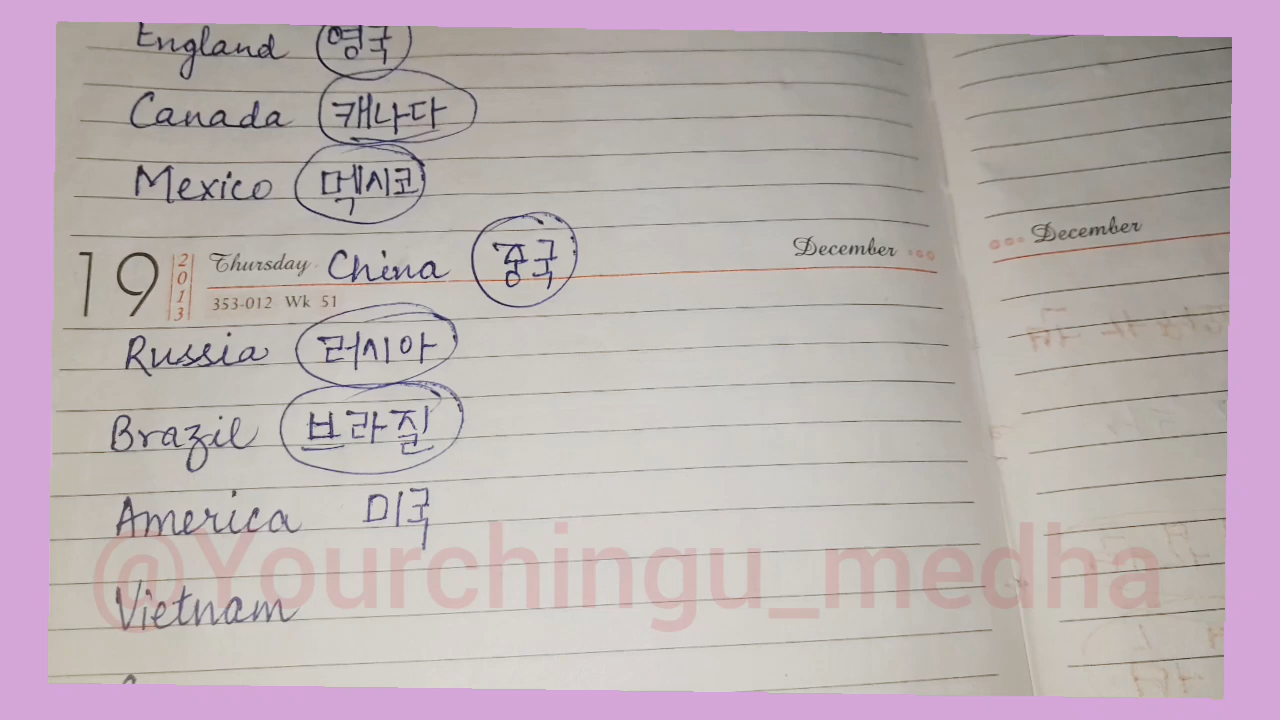 England 영국
Canada 캐나다
Mexico 멕시코
19 2013 Thursday China 중국 December
353-012 Wk 51
December
Russia 러시아
Brazil 브라질
America 미국
@Yourchingu_medha
Vietnam